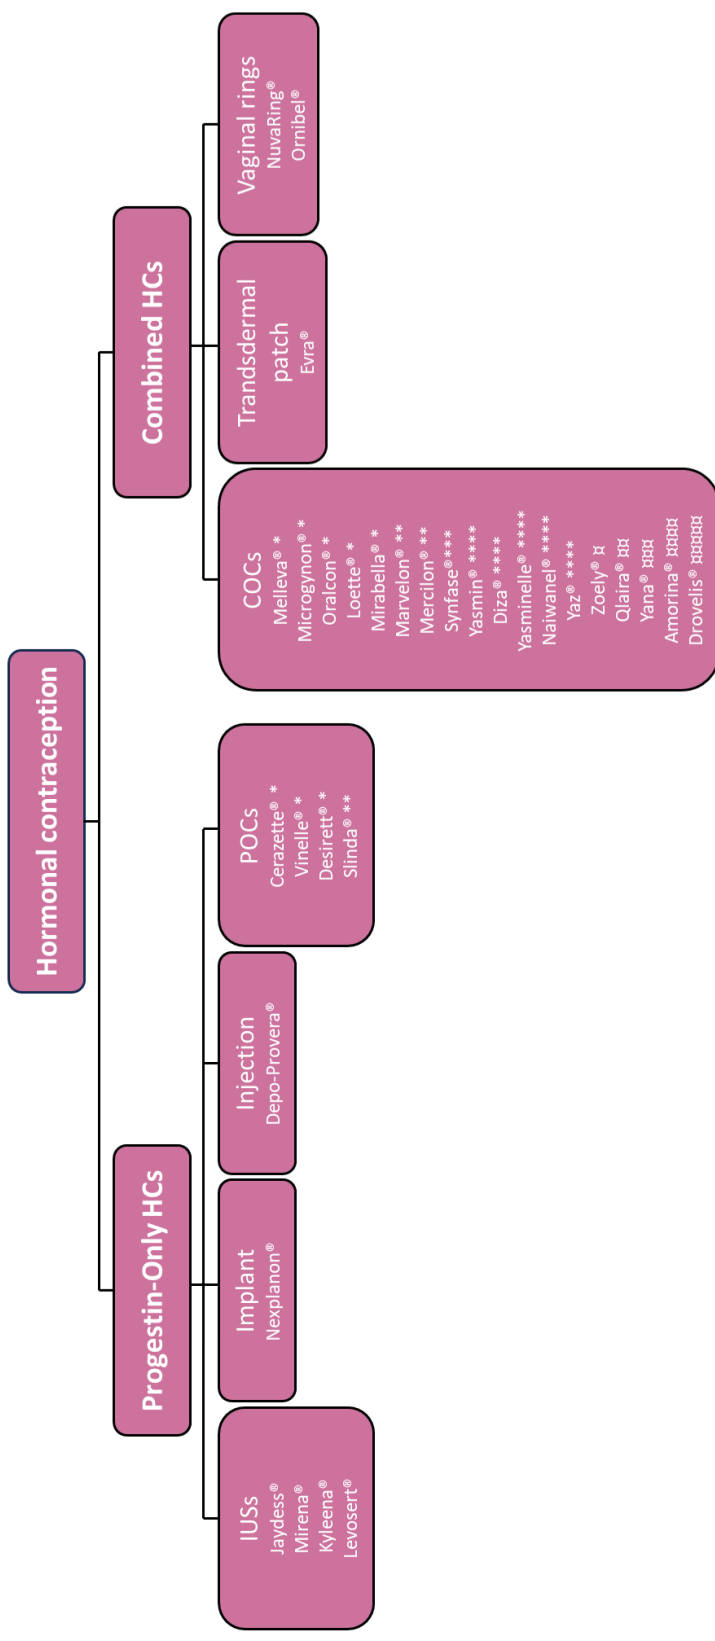 Hormonal contraception
Progestin-Only HCs
Combined HCs
IUSs
Jaydess®
Mirena®
Kyleena®
Levosert®
Implant
Nexplanon®
Injection
Depo-Provera®
POCs
Cerazette® *
Vinelle® *
Desirett® *
Slinda® **
COCs
Melleva® *
Microgynon® *
Oralcon® *
Loette® *
Mirabella® *
Marvelon® **
Mercilon® **
Synfase®***
Yasmin® ****
Diza® ****
Yasminelle® ****
Naiwanel® ****
Yaz® ****
Zoely® ¤
Qlaira® ¤¤
Yana® ¤¤¤
Amorina® ¤¤¤¤
Drovelis® ¤¤¤¤¤
Trandsdermal
patch
Evra®
Vaginal rings
NuvaRing®
Ornibel®